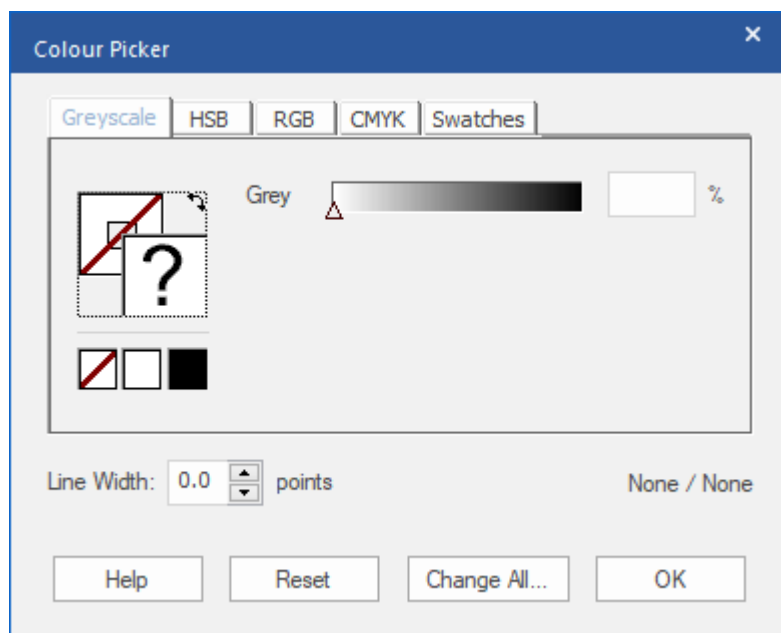 Colour Picker
Greyscale HSB RGB CMYK Swatches
Grey %
?
Line Width: 0.0 points None / None
Help Reset Change All... OK